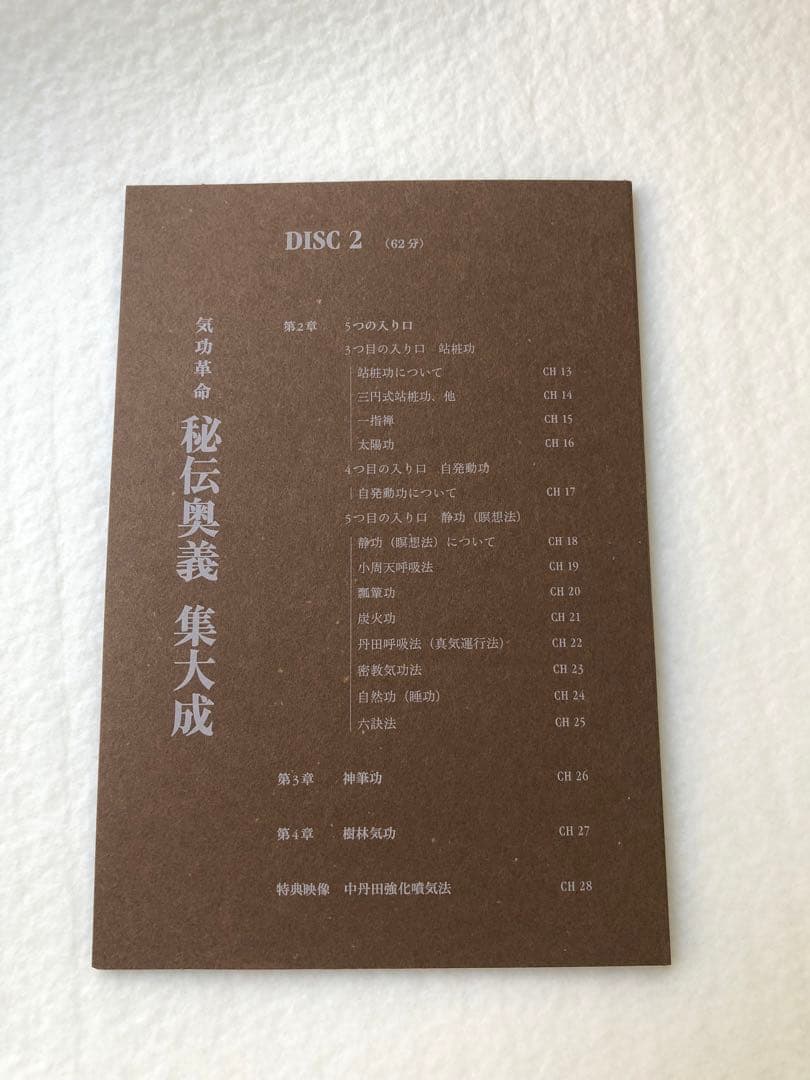 DISC 2 （62分）
気功革命 秘伝奥義 集大成
第2章 5つの入り口
3つ目の入り口 站椿功
站椿功について CH 13
三円式站椿功、他 CH 14
一指禅 CH 15
太陽功 CH 16
4つ目の入り口 自発動功
自発動功について CH 17
5つ目の入り口 静功（瞑想法）
静功（瞑想法）について CH 18
小周天呼吸法 CH 19
瓢箪功 CH 20
炭火功 CH 21
丹田呼吸法（真気運行法） CH 22
密教気功法 CH 23
自然功（睡功） CH 24
六訣法 CH 25
第3章 神筆功 CH 26
第4章 樹林気功 CH 27
特典映像 中丹田強化噴気法 CH 28